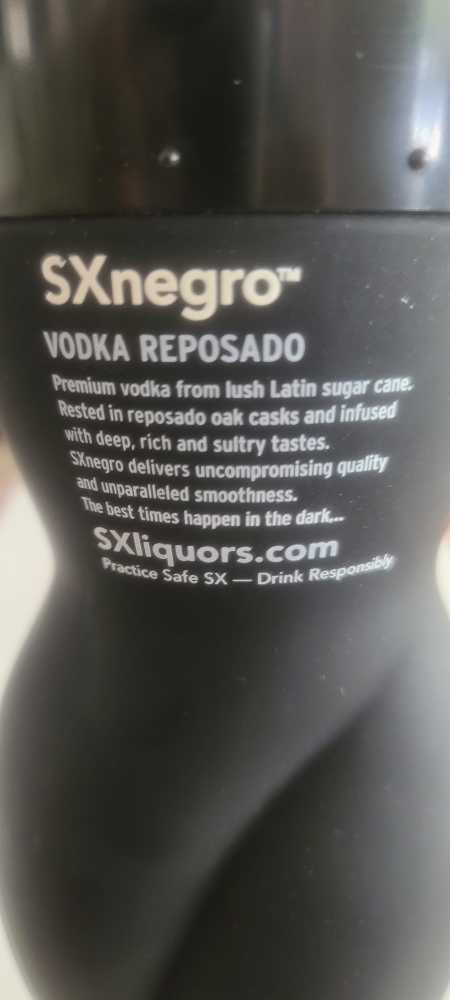 SXnegro™
VODKA REPOSADO
Premium vodka from lush Latin sugar cane.
Rested in reposado oak casks and infused
with deep, rich and sultry tastes.
SXnegro delivers uncompromising quality
and unparalleled smoothness.
The best times happen in the dark...
SXliquors.com
Practice Safe SX — Drink Responsibly